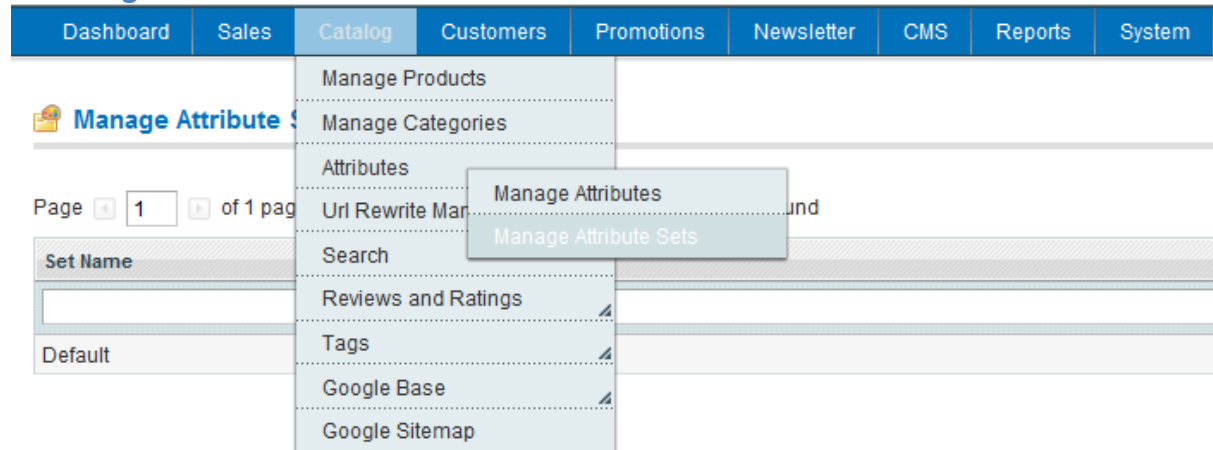 Dashboard Sales Catalog Customers Promotions Newsletter CMS Reports System
Manage Products
Manage Attribute S
Manage Categories
Attributes
Manage Attributes
Page 1 of 1 pag
Url Rewrite Man
und
Manage Attribute Sets
Set Name
Search
Reviews and Ratings
Default
Tags
Google Base
Google Sitemap